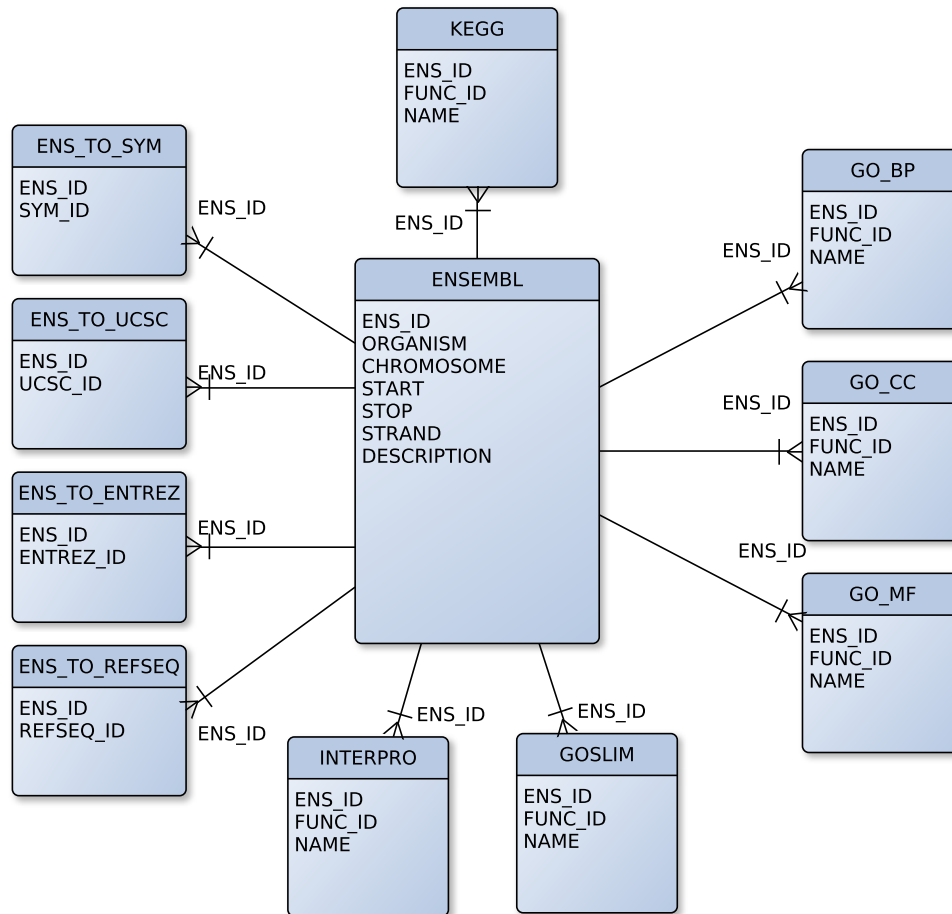 KEGG
ENS_ID
FUNC_ID
NAME
ENS_ID
ENS_TO_SYM
ENS_ID
SYM_ID
ENS_ID
ENS_TO_UCSC
ENS_ID
UCSC_ID
ENS_ID
ENS_TO_ENTREZ
ENS_ID
ENTREZ_ID
ENS_ID
ENS_TO_REFSEQ
ENS_ID
REFSEQ_ID
ENS_ID
ENSEMBL
ENS_ID
ORGANISM
CHROMOSOME
START
STOP
STRAND
DESCRIPTION
GO_BP
ENS_ID
FUNC_ID
NAME
ENS_ID
GO_CC
ENS_ID
FUNC_ID
NAME
ENS_ID
GO_MF
ENS_ID
FUNC_ID
NAME
ENS_ID
INTERPRO
ENS_ID
FUNC_ID
NAME
ENS_ID
GOSLIM
ENS_ID
FUNC_ID
NAME
ENS_ID